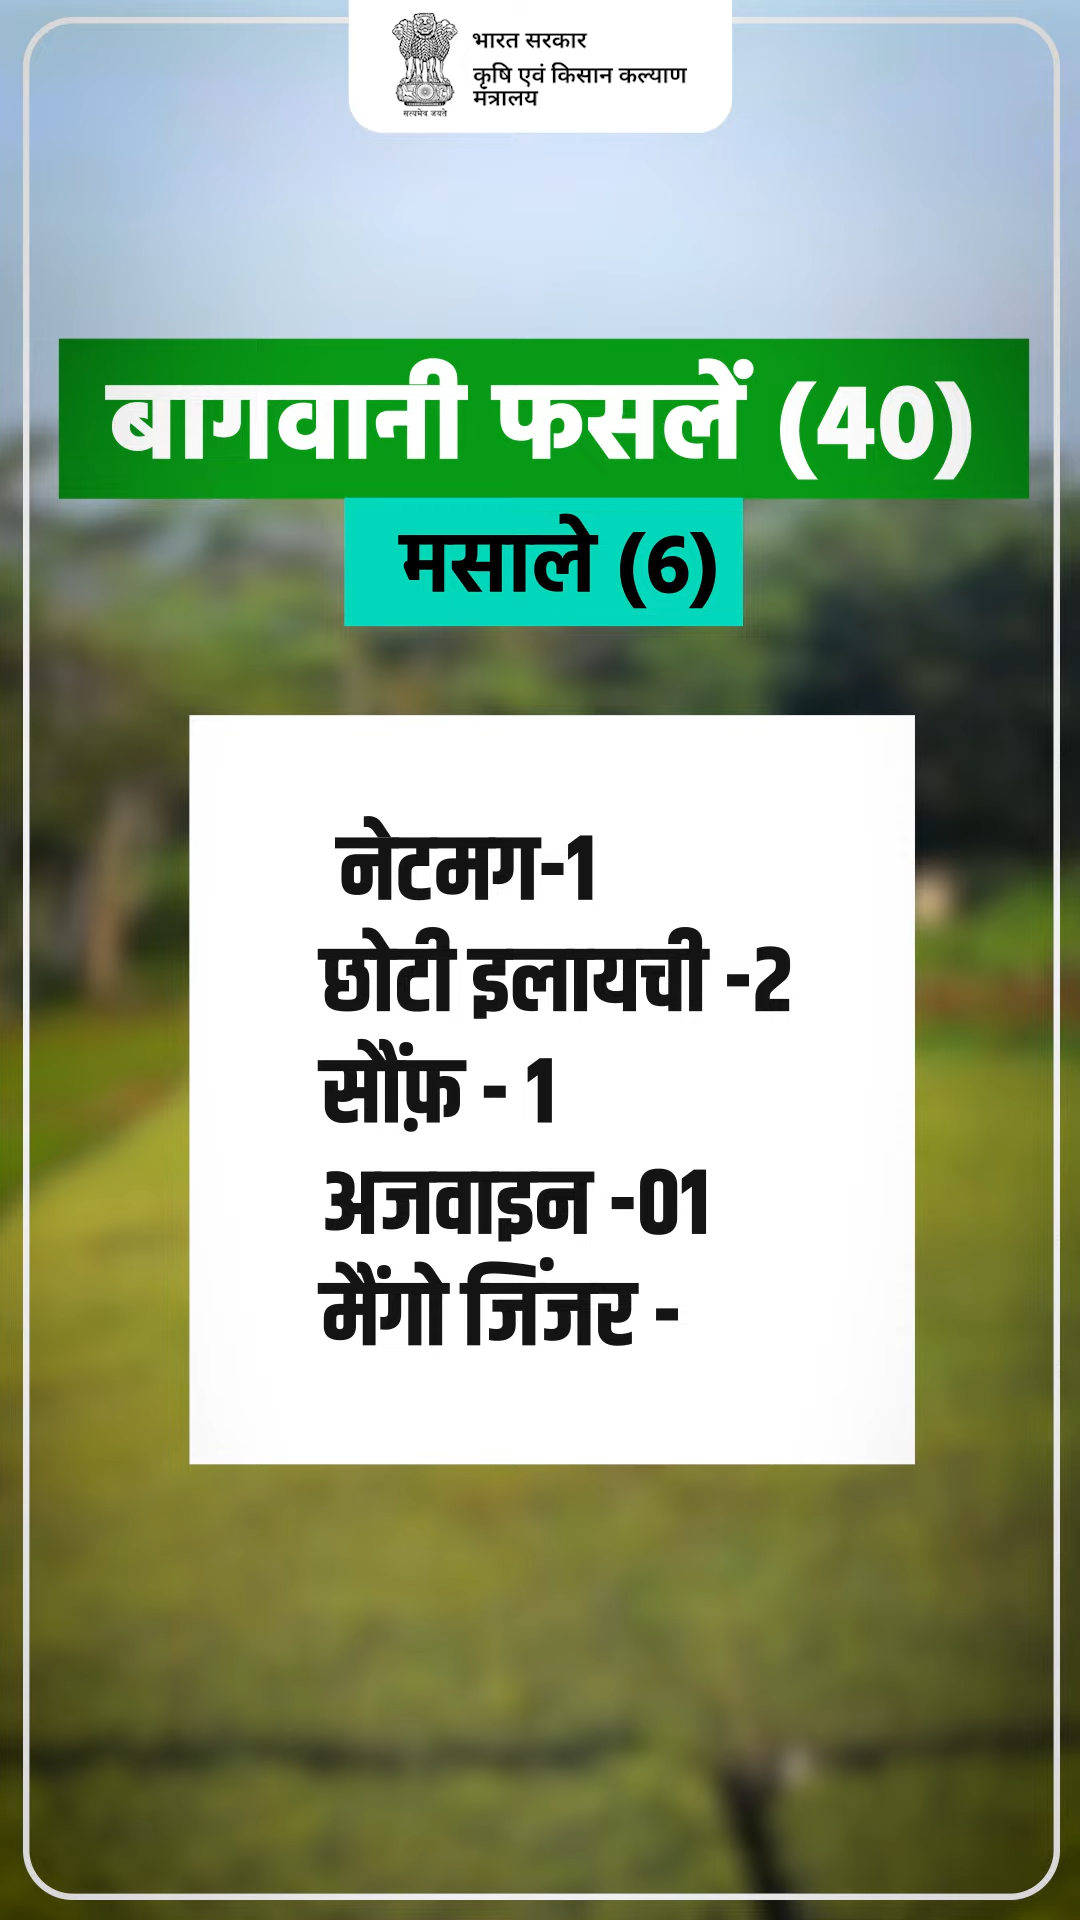 भारत सरकार
कृषि एवं किसान कल्याण
मंत्रालय
सत्यमेव जयते
बागवानी फसलें (40)
मसाले (6)
नेटमग-1
छोटी इलायची -2
सौंफ़ - 1
अजवाइन -01
मैंगो जिंजर -